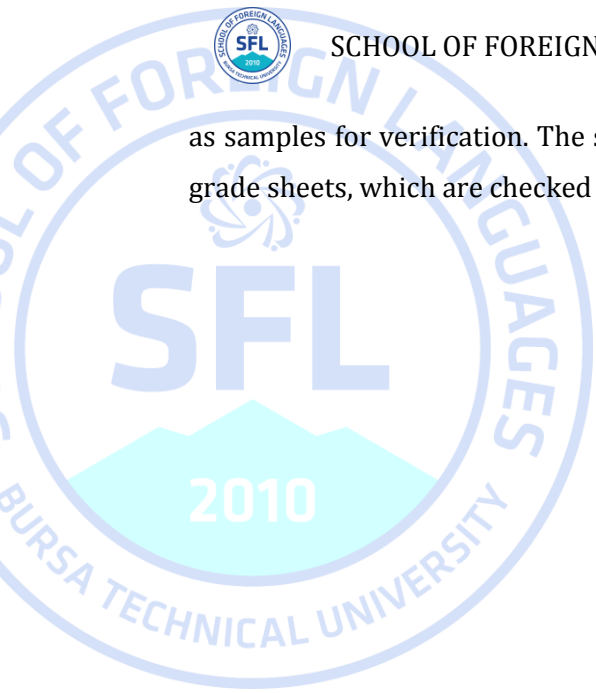 SCHOOL OF FOREIGN
as samples for verification. The s
grade sheets, which are checked
SCHOOL OF FOREIGN LANGUAGES
SFL
2010
BURSA TECHNICAL UNIVERSITY
SFL
2010